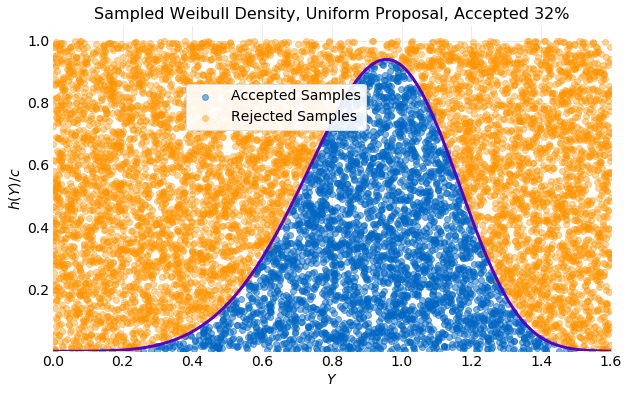 Sampled Weibull Density, Uniform Proposal, Accepted 32%
1.0
0.8
0.6
0.4
0.2
h(Y)/c
Accepted Samples
Rejected Samples
0.0 0.2 0.4 0.6 0.8 1.0 1.2 1.4 1.6
Y